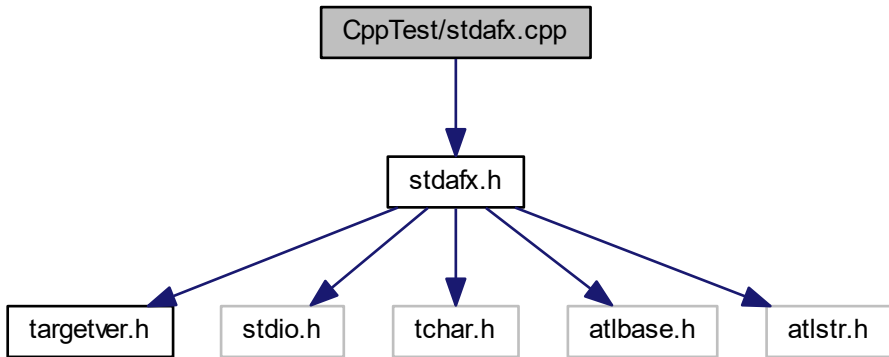 CppTest/stdafx.cpp
stdafx.h
targetver.h
stdio.h
tchar.h
atlbase.h
atlstr.h